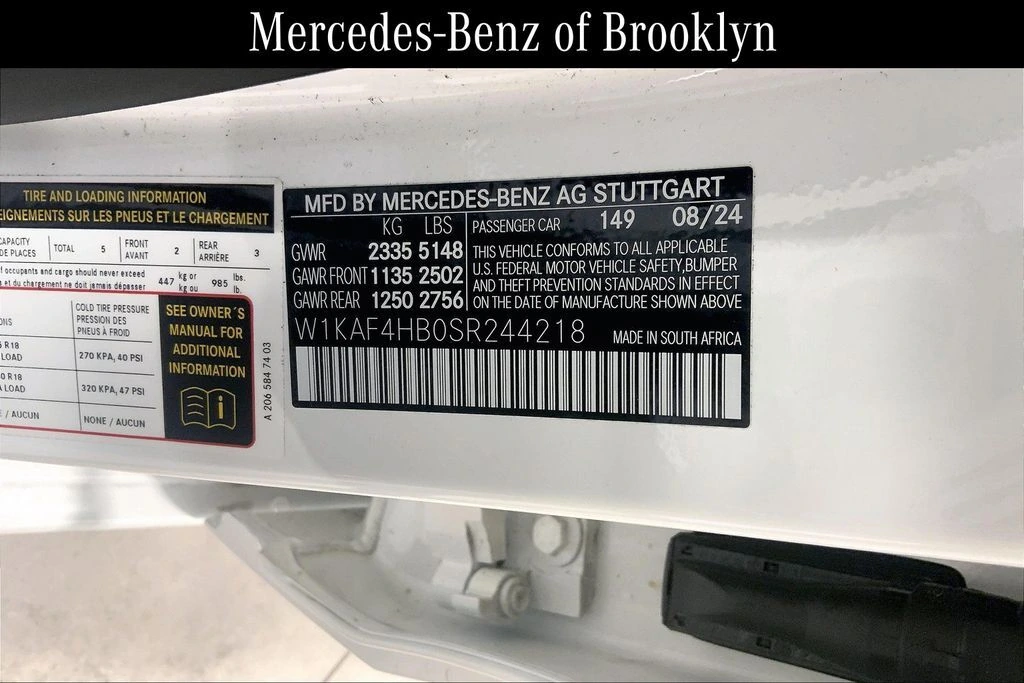 Mercedes-Benz of Brooklyn
TIRE AND LOADING INFORMATION
EIGNEMENTS SUR LES PNEUS ET LE CHARGEMENT
CAPACITY
DE PLACES
TOTAL 5
FRONT
AVANT
2
REAR
ARRIÈRE
3
f occupants and cargo should never exceed
s et du chargement ne doit jamais dépasser
447 kg or
kg ou
985 lbs.
lb.
COLD TIRE PRESSURE
PRESSION DES
PNEUS À FROID
R18
LOAD
270 KPA, 40 PSI
0 R18
LOAD
320 KPA, 47 PSI
/ AUCUN
NONE / AUCUN
SEE OWNER´S
MANUAL FOR
ADDITIONAL
INFORMATION
i
A 206 584 74 03
MFD BY MERCEDES-BENZ AG STUTTGART
KG LBS
GVWR 2335 5148
GAWR FRONT 1135 2502
GAWR REAR 1250 2756
PASSENGER CAR 149 08/24
THIS VEHICLE CONFORMS TO ALL APPLICABLE
U.S. FEDERAL MOTOR VEHICLE SAFETY,BUMPER
AND THEFT PREVENTION STANDARDS IN EFFECT
ON THE DATE OF MANUFACTURE SHOWN ABOVE
W1KAF4HB0SR244218 MADE IN SOUTH AFRICA